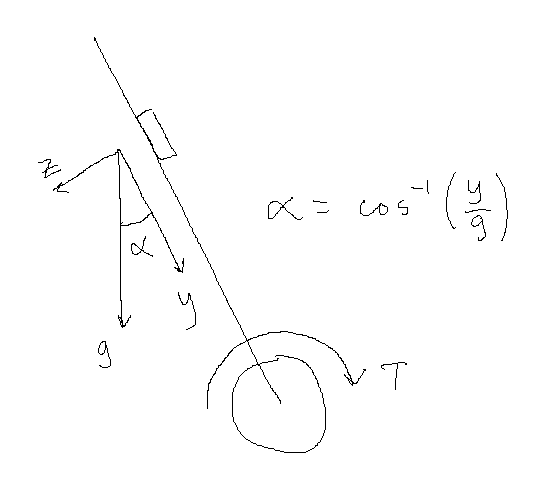 z
α = cos⁻¹ (y/g)
α
y
g
T